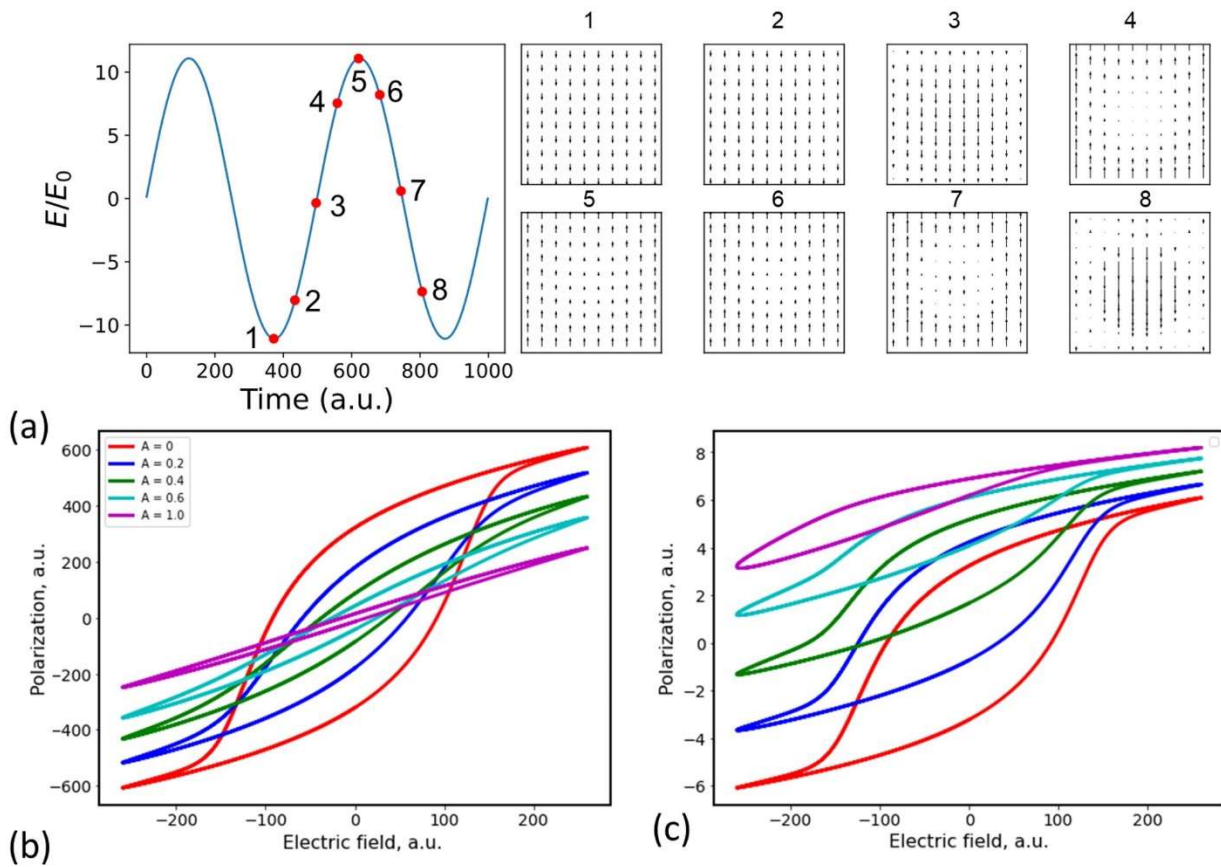 1 2 3 4
10
5
0
−5
−10
E/E0
1
2
3
4
5
6
7
8
0 200 400 600 800 1000
Time (a.u.)
5 6 7 8
(a)
600
400
200
0
−200
−400
−600
Polarization, a.u.
A = 0
A = 0.2
A = 0.4
A = 0.6
A = 1.0
−200 −100 0 100 200
Electric field, a.u.
(b)
8
6
4
2
0
−2
−4
−6
Polarization, a.u.
−200 −100 0 100 200
Electric field, a.u.
(c)